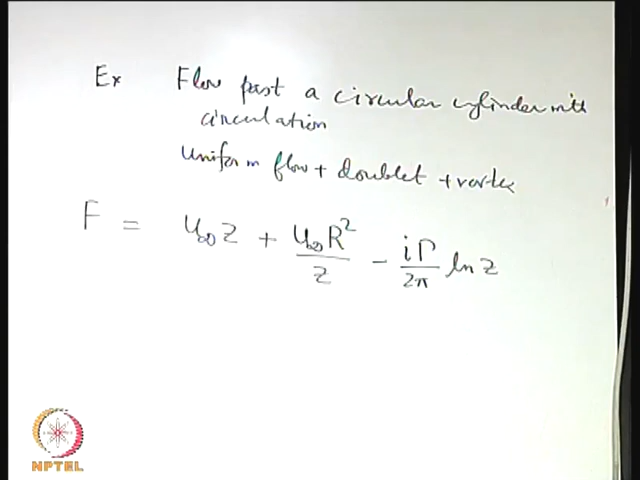 Ex Flow past a circular cylinder with
circulation
Uniform flow + doublet + vortex
F = u∞ z + u∞R²/z - iΓ/2π ln z
NPTEL